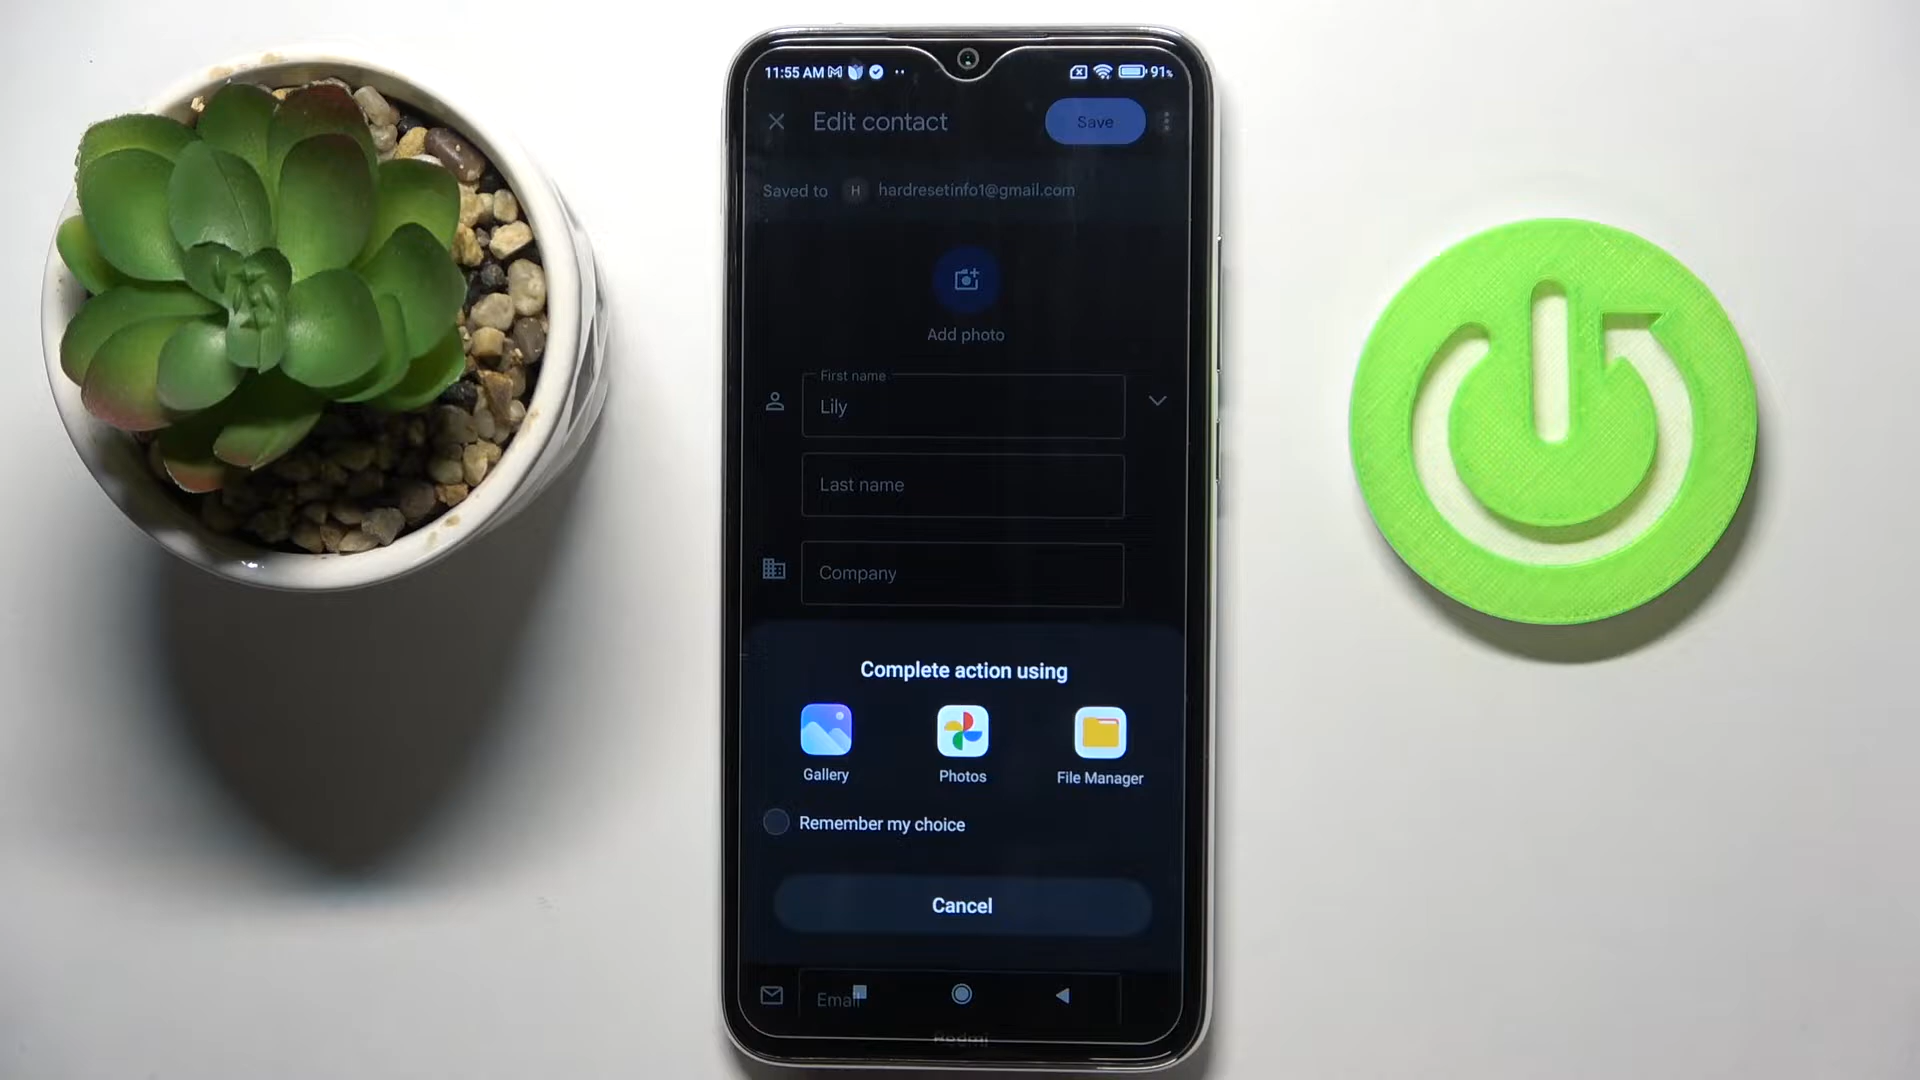 11:55 AM 91%
Edit contact Save
Saved to H hardresetinfo1@gmail.com
Add photo
First name
Lily
Last name
Company
Complete action using
Gallery Photos File Manager
Remember my choice
Cancel
Email
Redmi